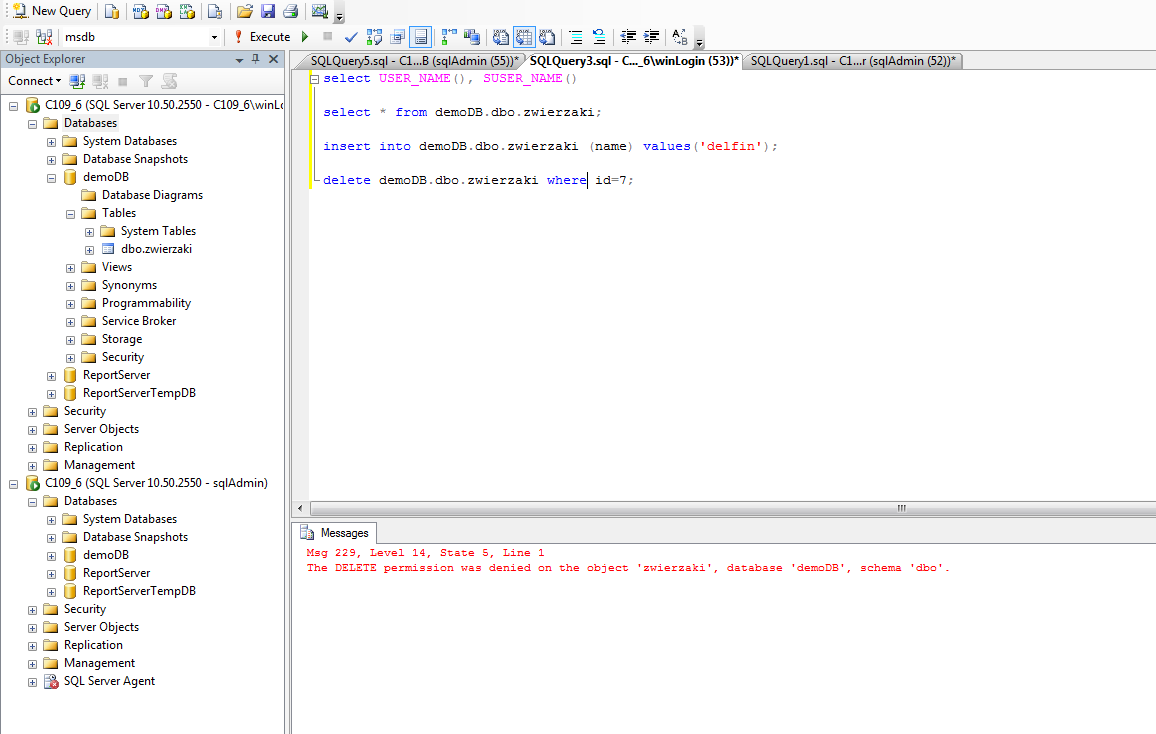 New Query
msdb
Execute
Object Explorer
Connect
C109_6 (SQL Server 10.50.2550 - C109_6\winLo
Databases
System Databases
Database Snapshots
demoDB
Database Diagrams
Tables
System Tables
dbo.zwierzaki
Views
Synonyms
Programmability
Service Broker
Storage
Security
ReportServer
ReportServerTempDB
Security
Server Objects
Replication
Management
C109_6 (SQL Server 10.50.2550 - sqlAdmin)
Databases
System Databases
Database Snapshots
demoDB
ReportServer
ReportServerTempDB
Security
Server Objects
Replication
Management
SQL Server Agent
SQLQuery5.sql - C1...B (sqlAdmin (55))*
SQLQuery3.sql - C..._6\winLogin (53))*
SQLQuery1.sql - C1...r (sqlAdmin (52))*
select USER_NAME(), SUSER_NAME()
select * from demoDB.dbo.zwierzaki;
insert into demoDB.dbo.zwierzaki (name) values('delfin');
delete demoDB.dbo.zwierzaki where id=7;
Messages
Msg 229, Level 14, State 5, Line 1
The DELETE permission was denied on the object 'zwierzaki', database 'demoDB', schema 'dbo'.